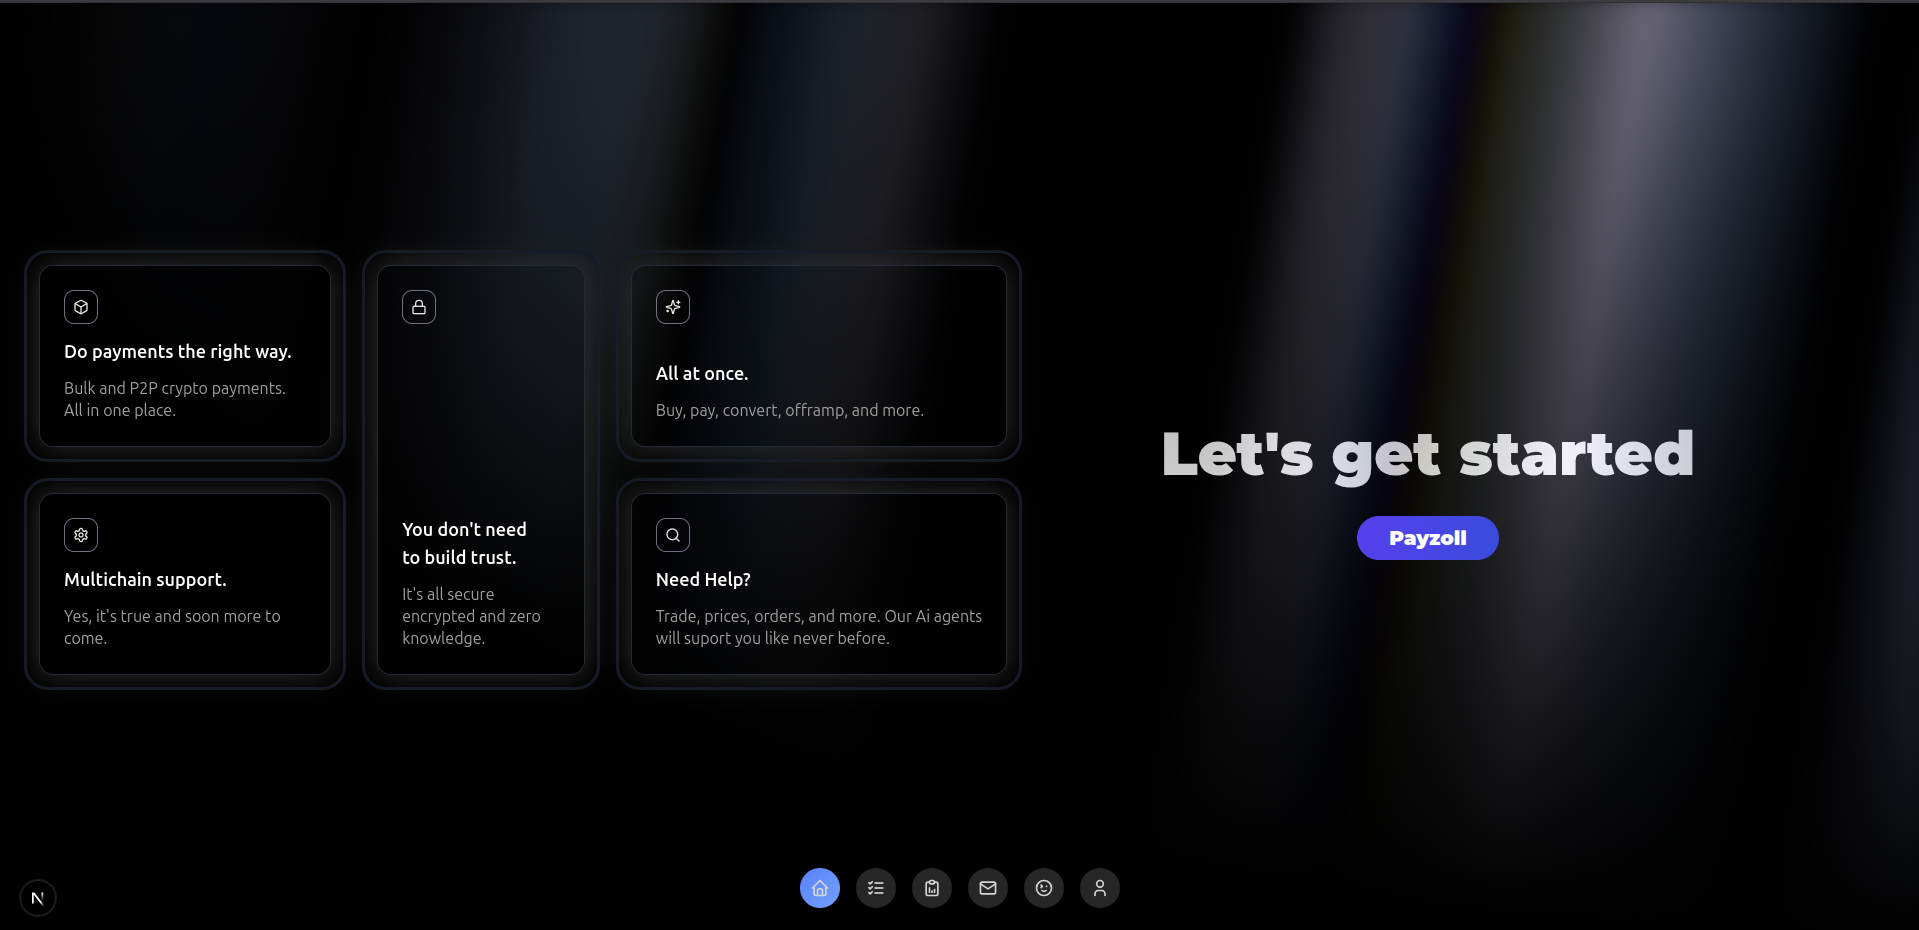 Do payments the right way.
Bulk and P2P crypto payments.
All in one place.
You don't need
to build trust.
It's all secure
encrypted and zero
knowledge.
All at once.
Buy, pay, convert, offramp, and more.
Multichain support.
Yes, it's true and soon more to
come.
Need Help?
Trade, prices, orders, and more. Our Ai agents
will suport you like never before.
Let's get started
Payzoll
N